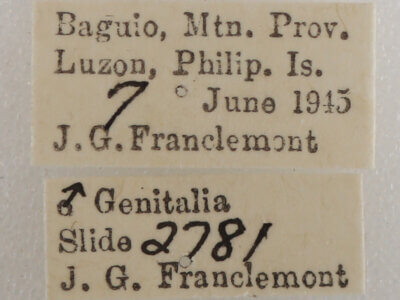 Baguio, Mtn. Prov.
Luzon, Philip. Is.
7 June 1945
J. G. Franclemont
♂ Genitalia
Slide 2781
J. G. Franclemont